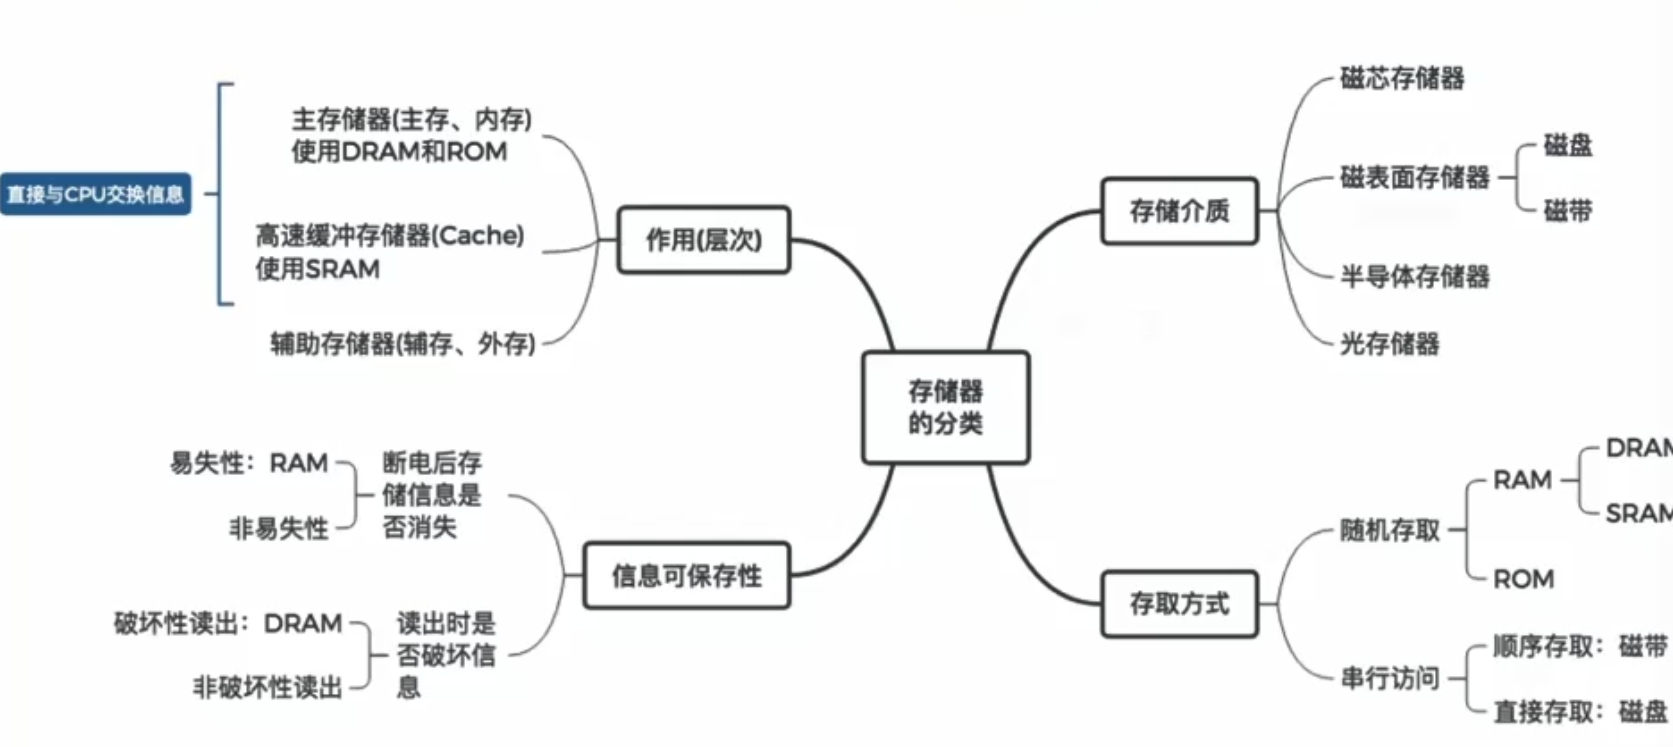 存储器
的分类
作用(层次)
主存储器(主存、内存)
使用DRAM和ROM
高速缓冲存储器(Cache)
使用SRAM
辅助存储器(辅存、外存)
直接与CPU交换信息
信息可保存性
断电后存
储信息是
否消失
易失性：RAM
非易失性
读出时是
否破坏信
息
破坏性读出：DRAM
非破坏性读出
存储介质
磁芯存储器
磁表面存储器
磁盘
磁带
半导体存储器
光存储器
存取方式
随机存取
RAM
DRAM
SRAM
ROM
串行访问
顺序存取：磁带
直接存取：磁盘